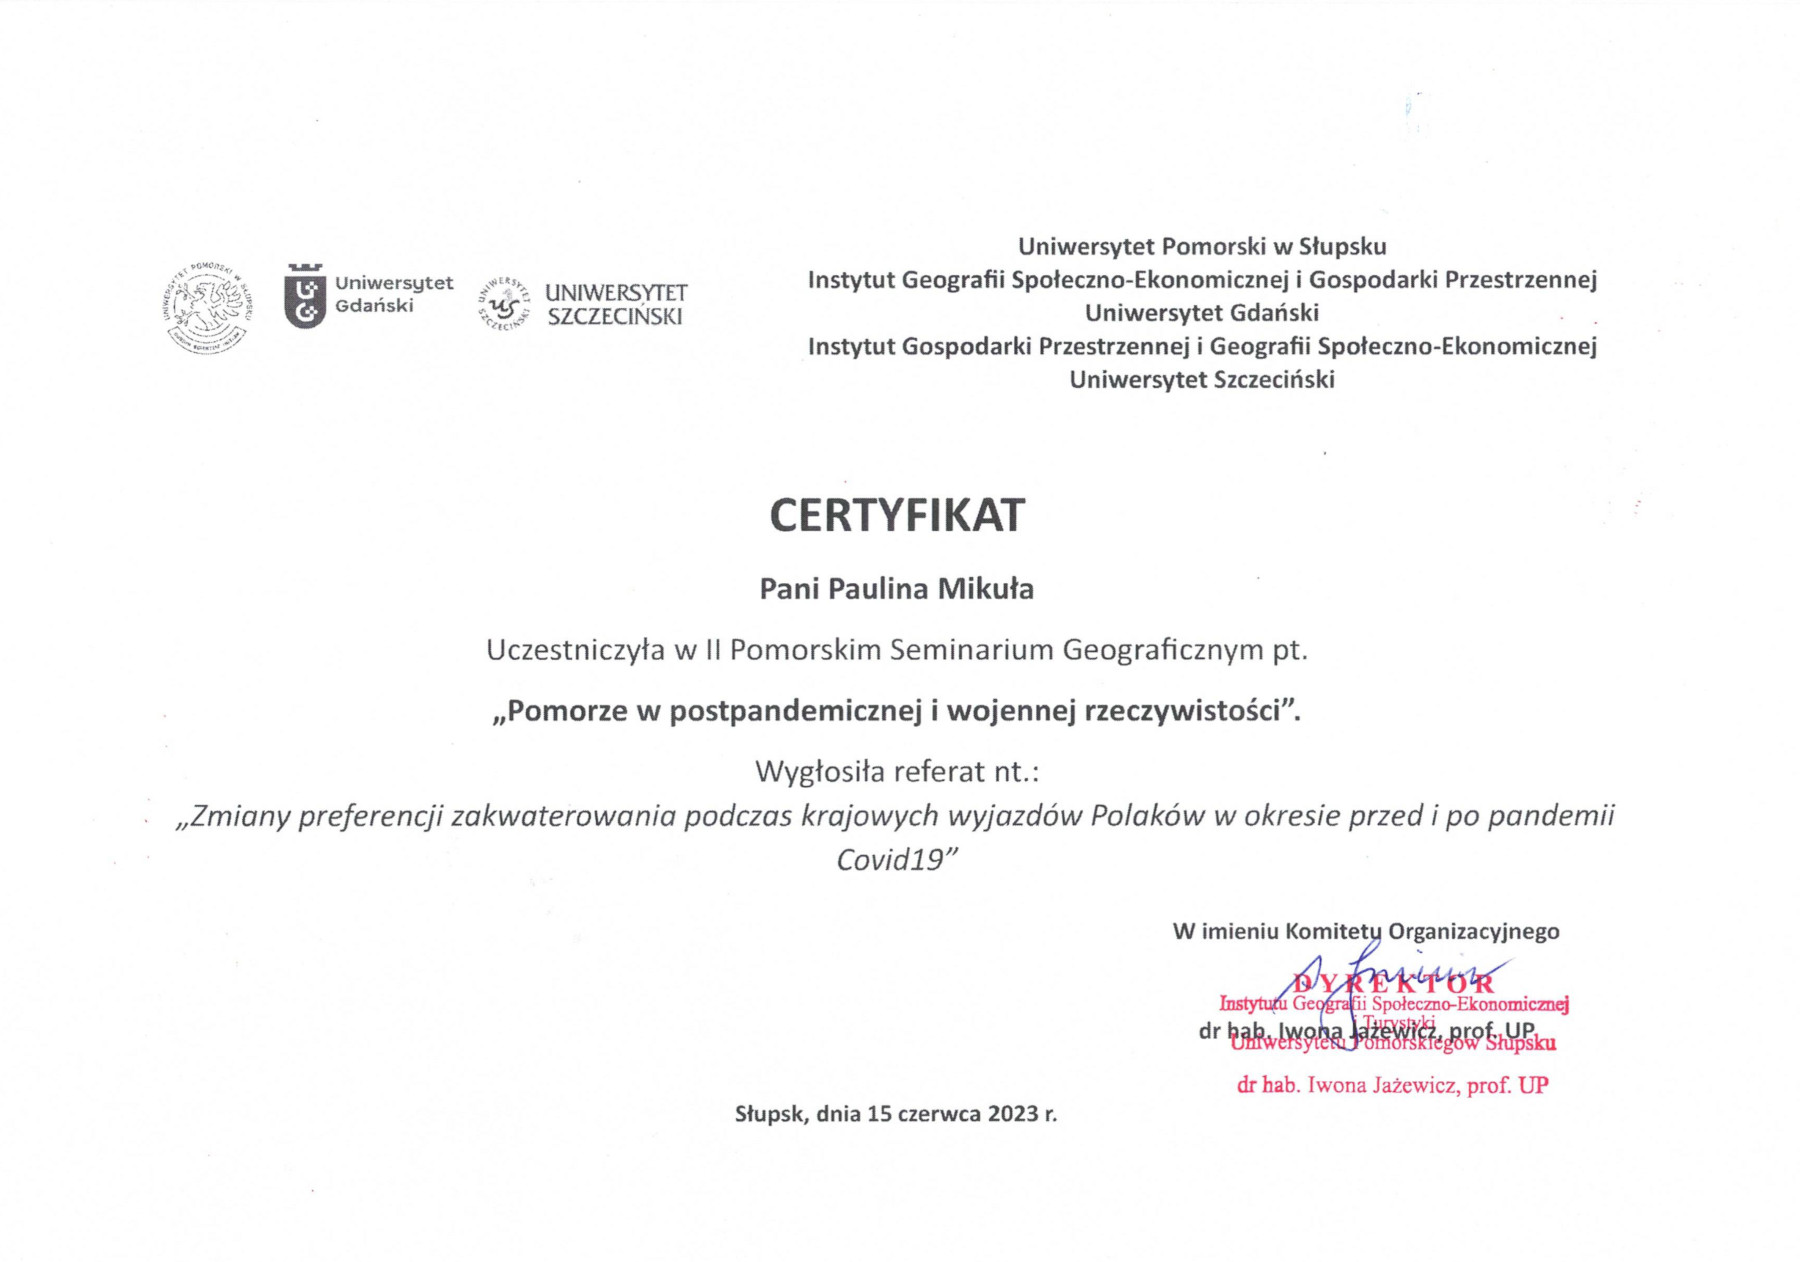 UNIWERSYTET POMORSKI W SŁUPSKU
Uniwersytet
Gdański
UNIWERSYTET SZCZECIŃSKI
US
UNIWERSYTET
SZCZECIŃSKI
Uniwersytet Pomorski w Słupsku
Instytut Geografii Społeczno-Ekonomicznej i Gospodarki Przestrzennej
Uniwersytet Gdański
Instytut Gospodarki Przestrzennej i Geografii Społeczno-Ekonomicznej
Uniwersytet Szczeciński
CERTYFIKAT
Pani Paulina Mikuła
Uczestniczyła w II Pomorskim Seminarium Geograficznym pt.
„Pomorze w postpandemicznej i wojennej rzeczywistości”.
Wygłosiła referat nt.:
„Zmiany preferencji zakwaterowania podczas krajowych wyjazdów Polaków w okresie przed i po pandemii
Covid19”
W imieniu Komitetu Organizacyjnego
DYREKTOR
Instytutu Geografii Społeczno-Ekonomicznej
i Turystyki
dr hab. Iwona Jażewicz, prof. UP
Uniwersytetu Pomorskiego w Słupsku
dr hab. Iwona Jażewicz, prof. UP
Słupsk, dnia 15 czerwca 2023 r.